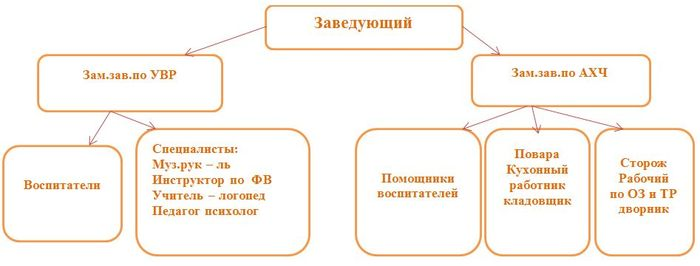 Заведующий
Зам.зав.по УВР
Зам.зав.по АХЧ
Воспитатели
Специалисты:
Муз.рук – ль
Инструктор по ФВ
Учитель – логопед
Педагог психолог
Помощники
воспитателей
Повара
Кухонный
работник
кладовщик
Сторож
Рабочий
по ОЗ и ТР
дворник